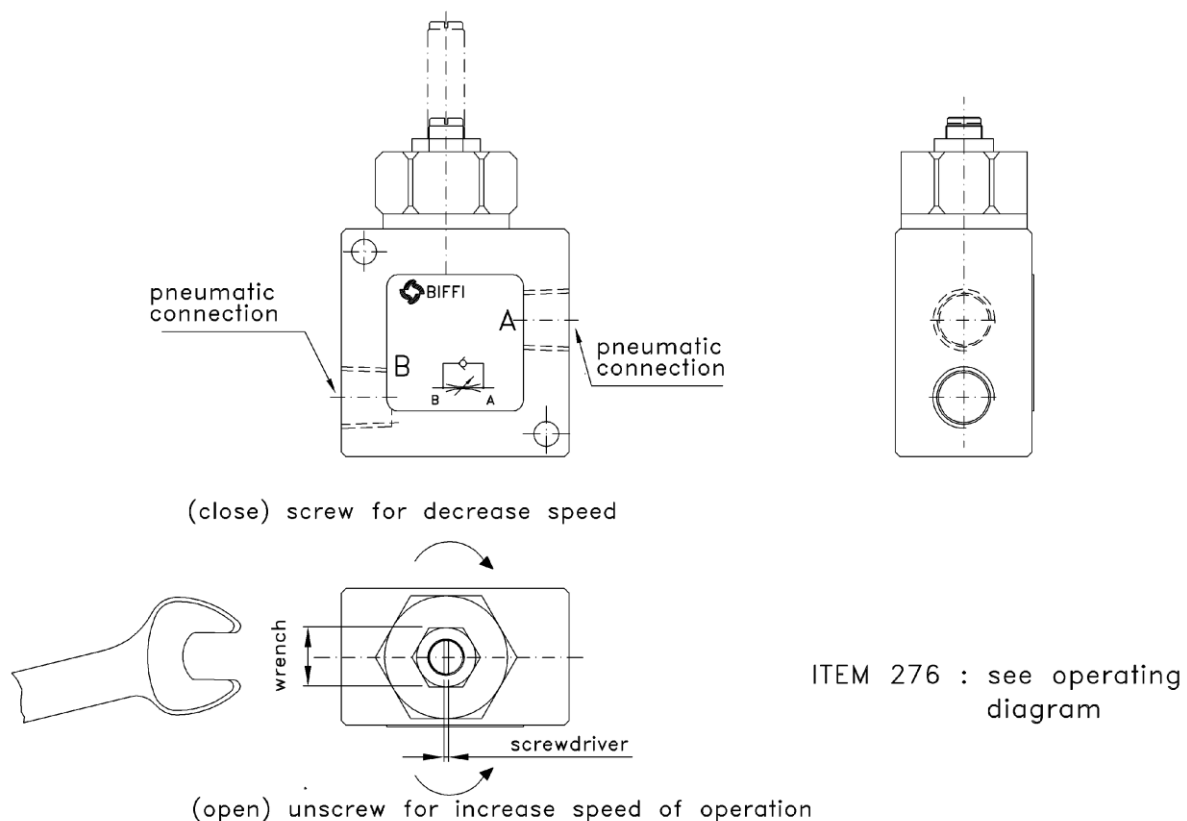 pneumatic
connection
BIFFI
A
B
B A
pneumatic
connection
(close) screw for decrease speed
wrench
screwdriver
(open) unscrew for increase speed of operation
ITEM 276 : see operating
diagram